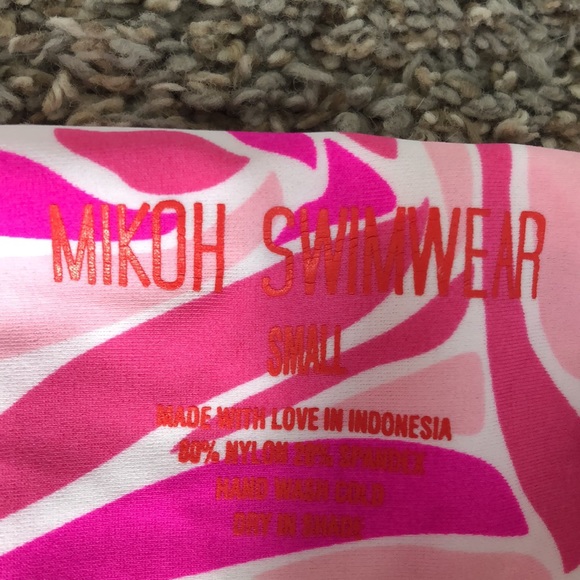 MIKOH SWIMWEAR
SMALL
MADE WITH LOVE IN INDONESIA
80% NYLON 20% SPANDEX
HAND WASH COLD
DRY IN SHADE